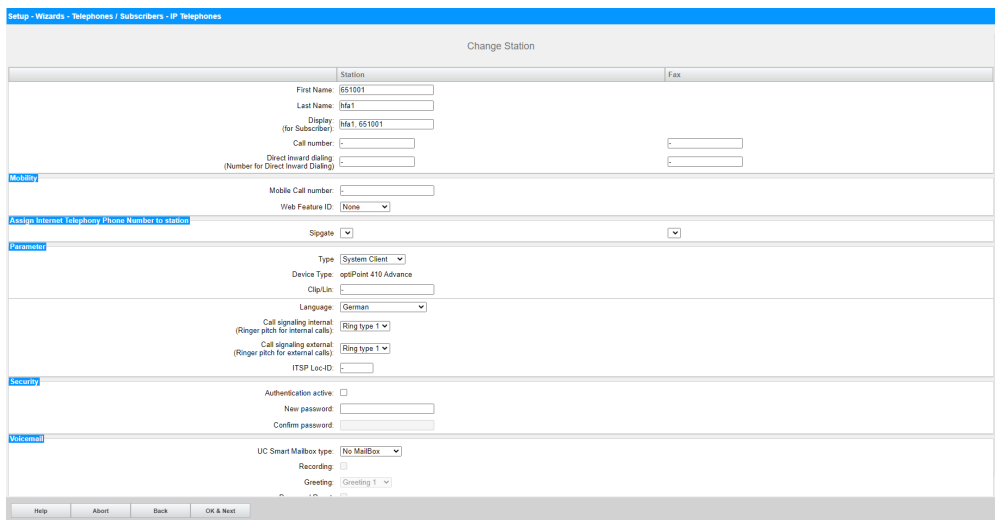 Setup - Wizards - Telephones / Subscribers - IP Telephones
Change Station
Station Fax
First Name: 651001
Last Name: hfa1
Display: (for Subscriber): hfa1, 651001
Call number: - -
Direct inward dialing: (Number for Direct Inward Dialing) - -
Mobility
Mobile Call number: -
Web Feature ID: None
Assign Internet Telephony Phone Number to station
Sipgate
Parameter
Type System Client
Device Type: optiPoint 410 Advance
Clip/Lin: -
Language: German
Call signaling internal: (Ringer pitch for internal calls): Ring type 1
Call signaling external: (Ringer pitch for external calls): Ring type 1
ITSP Loc-ID: -
Security
Authentication active:
New password:
Confirm password:
Voicemail
UC Smart Mailbox type: No MailBox
Recording:
Greeting: Greeting 1
Help Abort Back OK & Next